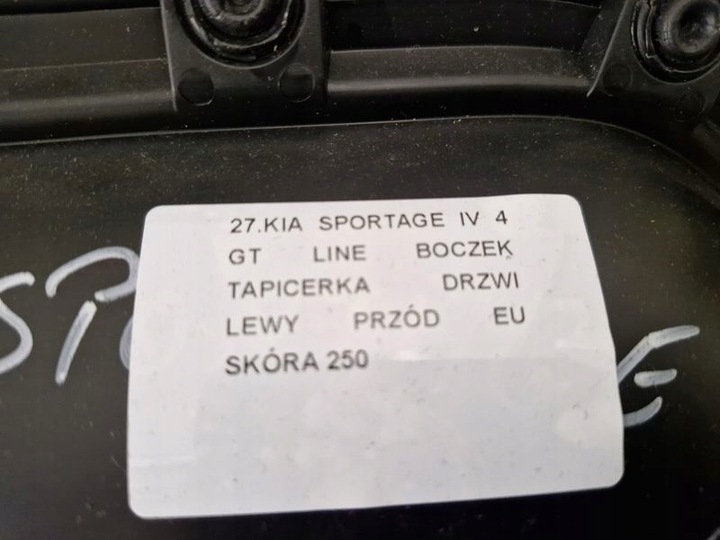 27.KIA SPORTAGE IV 4
GT LINE BOCZEK
TAPICERKA DRZWI
LEWY PRZÓD EU
SKÓRA 250